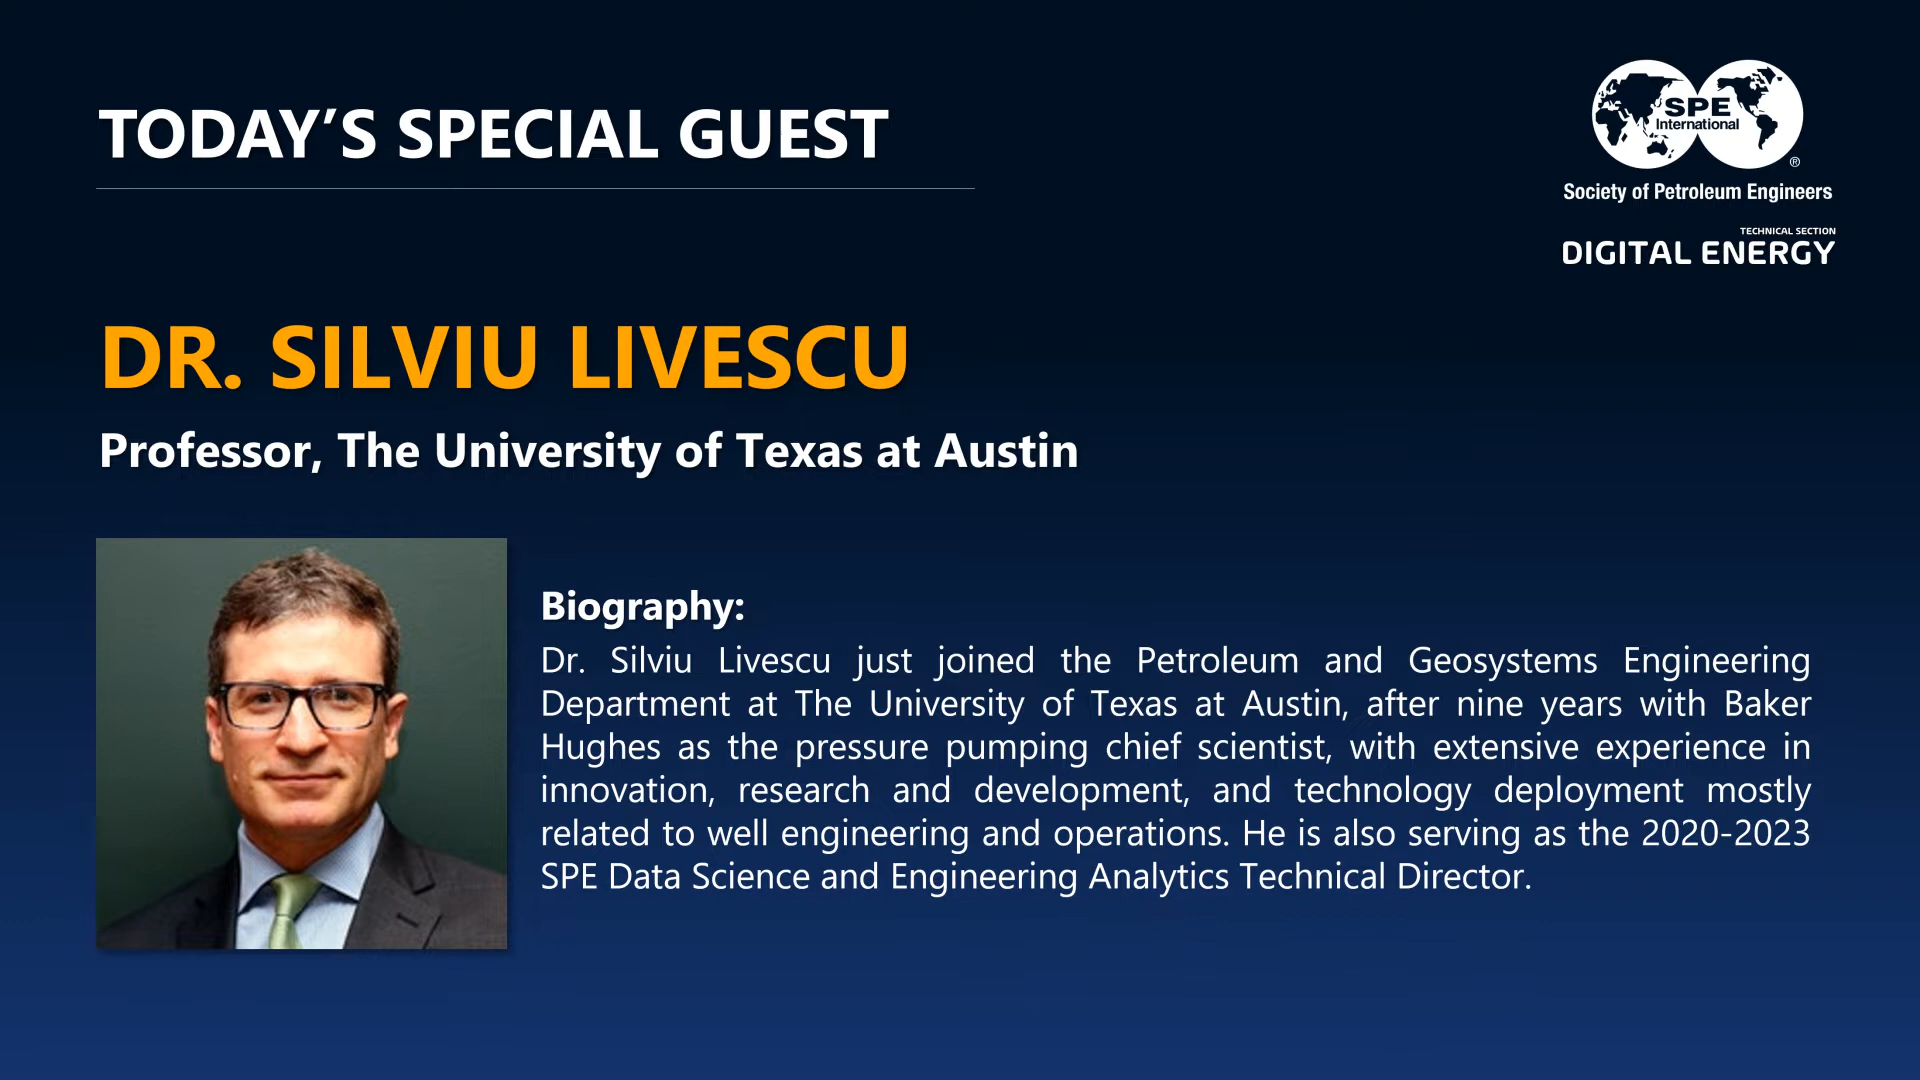 TODAY’S SPECIAL GUEST
SPE
International
®
Society of Petroleum Engineers
TECHNICAL SECTION
DIGITAL ENERGY
DR. SILVIU LIVESCU
Professor, The University of Texas at Austin
Biography:
Dr. Silviu Livescu just joined the Petroleum and Geosystems Engineering
Department at The University of Texas at Austin, after nine years with Baker
Hughes as the pressure pumping chief scientist, with extensive experience in
innovation, research and development, and technology deployment mostly
related to well engineering and operations. He is also serving as the 2020-2023
SPE Data Science and Engineering Analytics Technical Director.